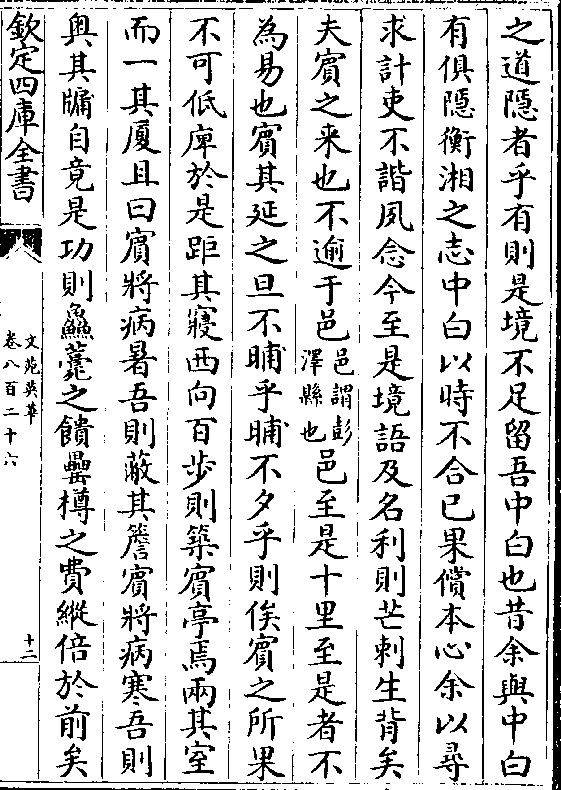 之道隱者乎有則是境不足留吾中白也昔余與中白
有俱隱衡湘之志中白以時不合已果償本心余以尋
求計吏不諧夙念今至是境語及名利則芒刺生背矣
夫賓之来也不逾于邑邑謂彭澤縣也邑至是十里至是者不
為易也賓其延之旦不晡乎晡不夕乎則俟賓之所果
不可低庳於是距其寢西向百步則築賓亭焉兩其室
而一其厦且曰賓將病暑吾則蔽其簷賓將病寒吾則
奥其牖自竟是功則鱻薧之饋罍樽之費縱倍於前矣
欽定四庫全書
文苑英華
卷八百二十六
十二